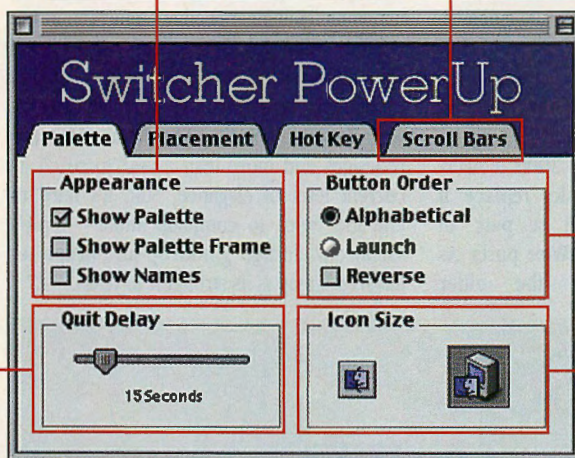 Switcher PowerUp
Palette Placement Hot Key Scroll Bars
Appearance
Show Palette
Show Palette Frame
Show Names
Button Order
Alphabetical
Launch
Reverse
Quit Delay
15 Seconds
Icon Size